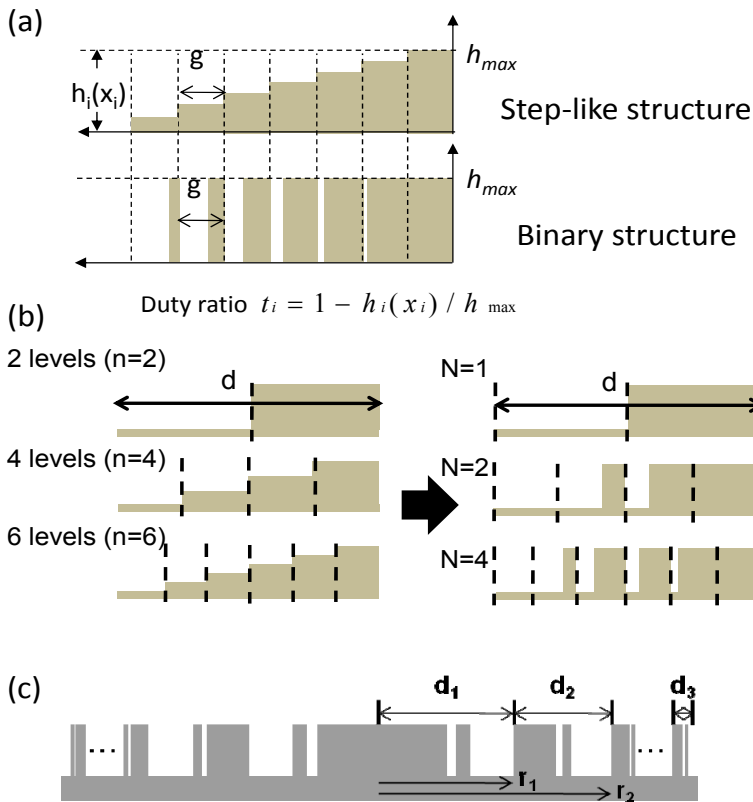 (a)
g
h_i(x_i)
h_max
Step-like structure
g
h_max
Binary structure
Duty ratio t_i = 1 − h_i(x_i) / h_max
(b)
2 levels (n=2)
d
N=1
d
4 levels (n=4)
N=2
6 levels (n=6)
N=4
(c)
d_1
d_2
d_3
...
...
r_1
r_2